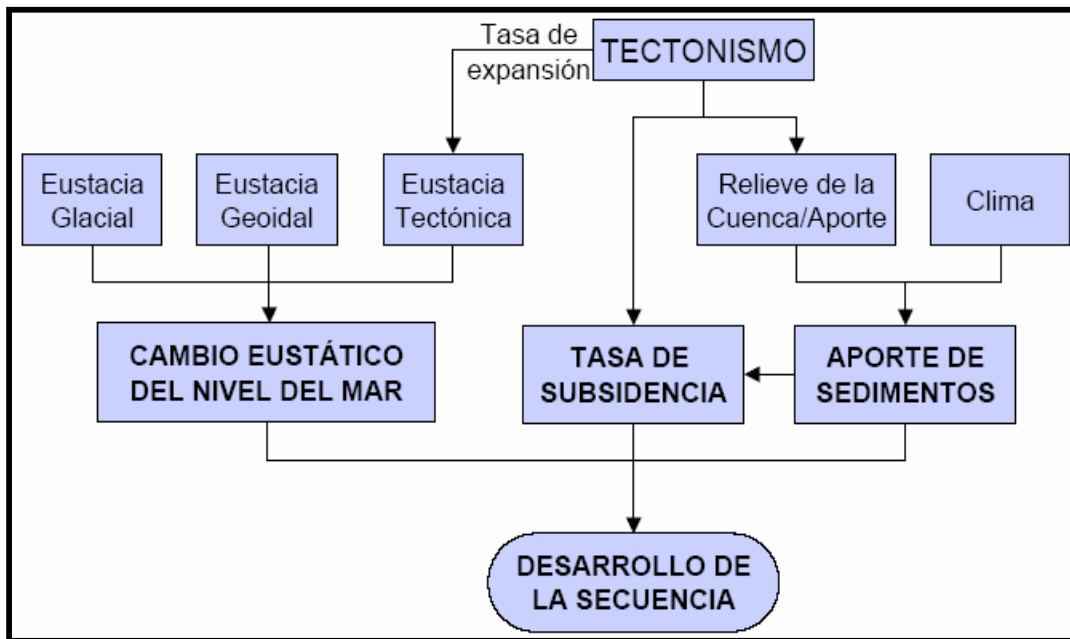 Tasa de
expansión
TECTONISMO
Eustacia
Glacial
Eustacia
Geoidal
Eustacia
Tectónica
Relieve de la
Cuenca/Aporte
Clima
CAMBIO EUSTÁTICO
DEL NIVEL DEL MAR
TASA DE
SUBSIDENCIA
APORTE DE
SEDIMENTOS
DESARROLLO DE
LA SECUENCIA